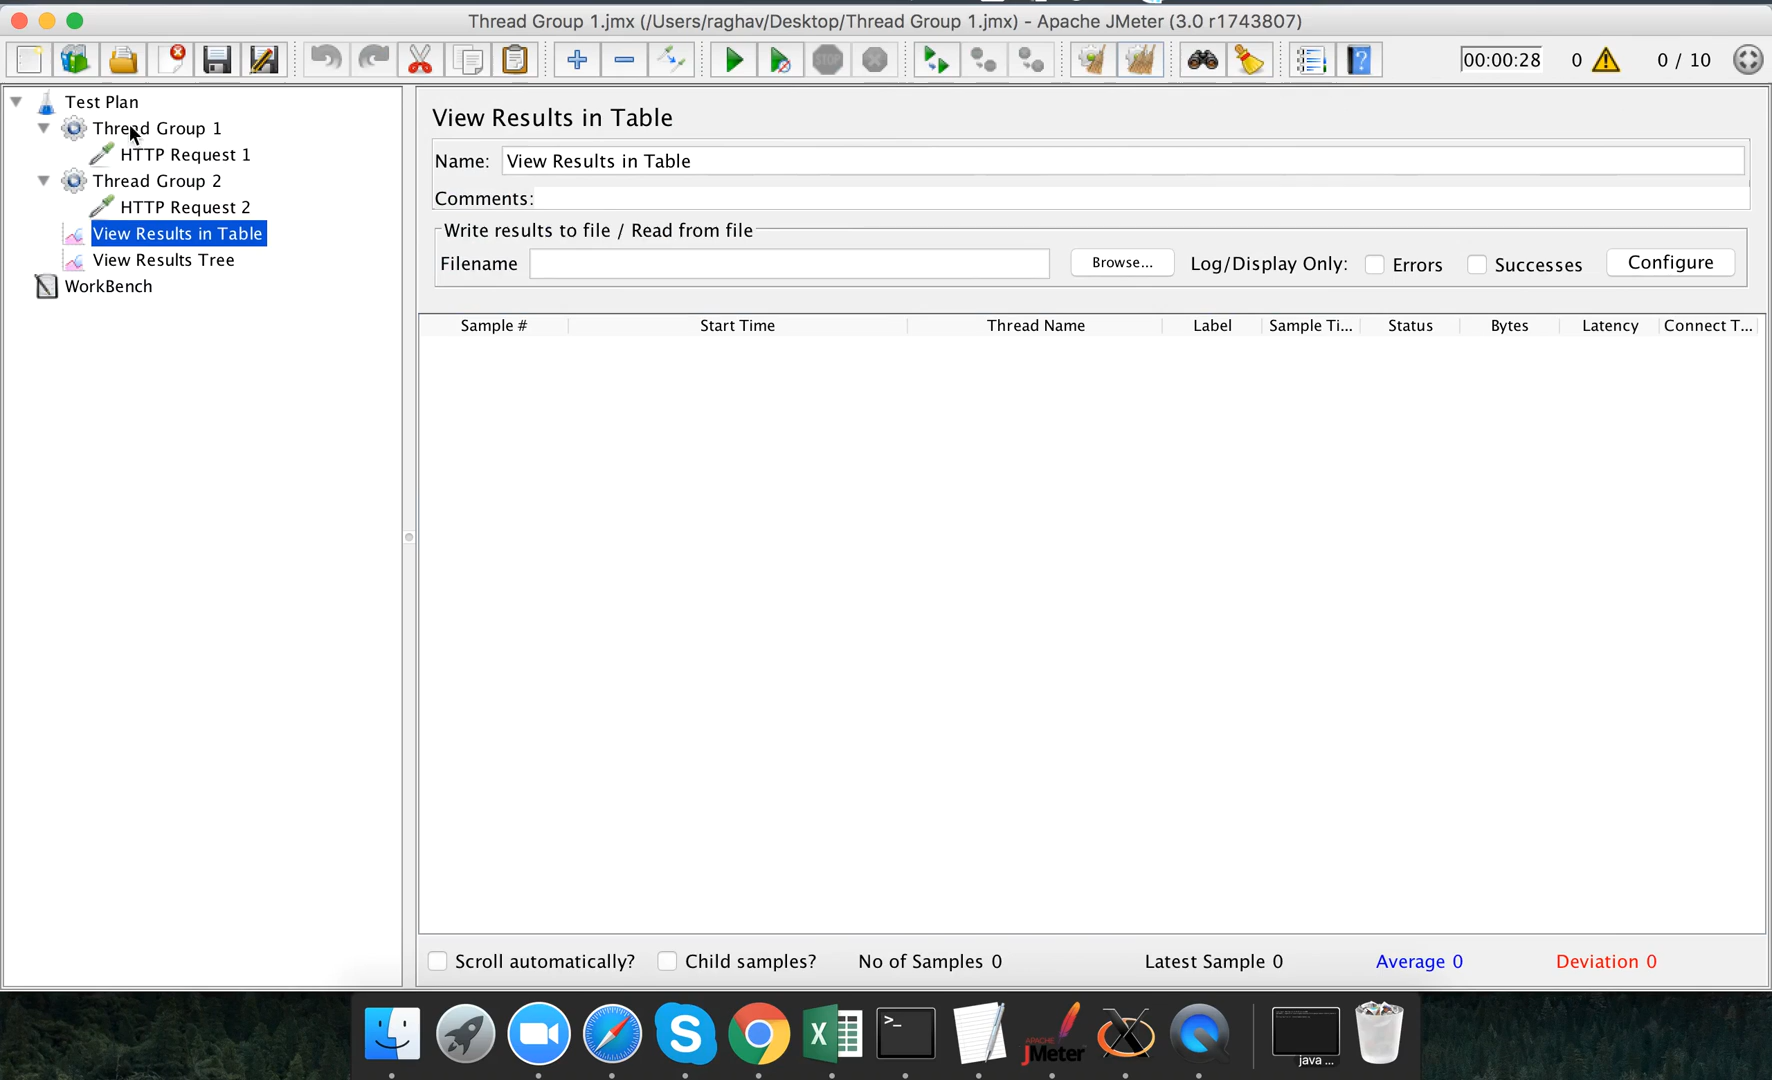 Thread Group 1.jmx (/Users/raghav/Desktop/Thread Group 1.jmx) - Apache JMeter (3.0 r1743807)
STOP
00:00:28 0 0 / 10
Test Plan
Thread Group 1
HTTP Request 1
Thread Group 2
HTTP Request 2
View Results in Table
View Results Tree
WorkBench
View Results in Table
Name: View Results in Table
Comments:
Write results to file / Read from file
Filename Browse... Log/Display Only: Errors Successes Configure
Sample # Start Time Thread Name Label Sample Ti... Status Bytes Latency Connect T...
Scroll automatically? Child samples? No of Samples 0 Latest Sample 0 Average 0 Deviation 0
APACHE
JMeter
java ...